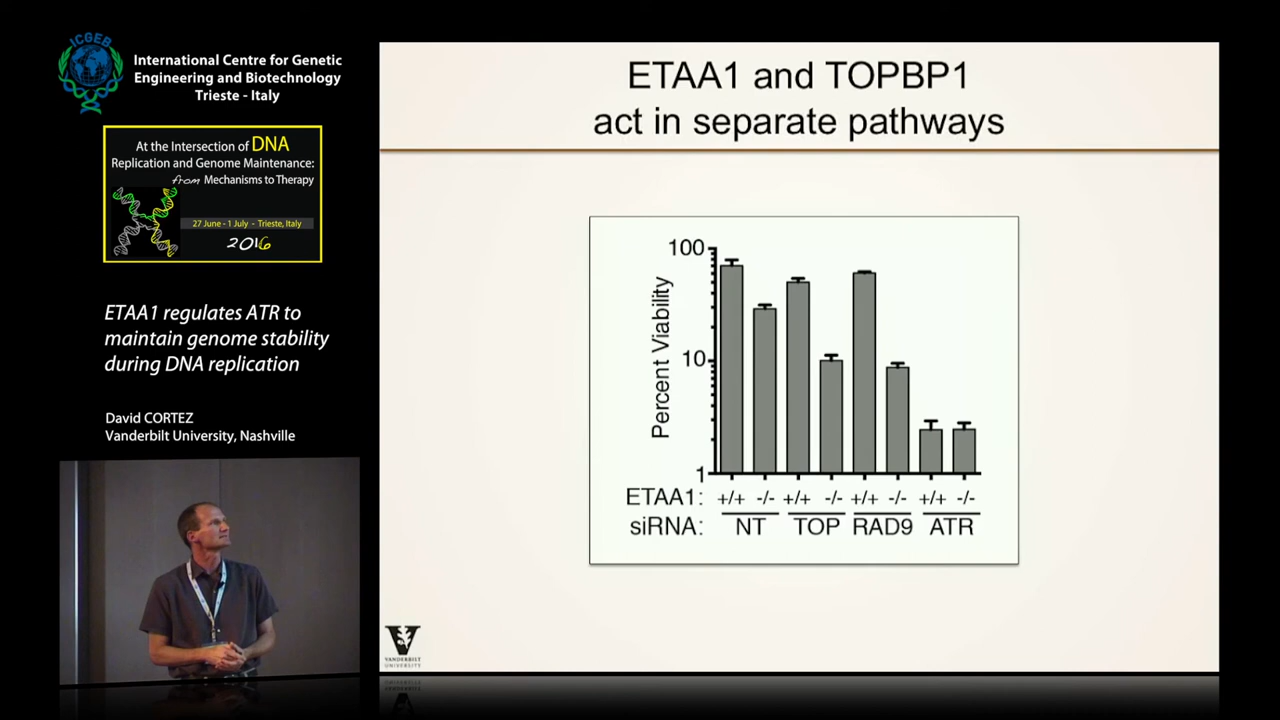 ICGEB
International Centre for Genetic
Engineering and Biotechnology
Trieste - Italy
At the Intersection of DNA
Replication and Genome Maintenance:
from Mechanisms to Therapy
27 June - 1 July - Trieste, Italy
2016
ETAA1 regulates ATR to
maintain genome stability
during DNA replication
David CORTEZ
Vanderbilt University, Nashville
ETAA1 and TOPBP1
act in separate pathways
Percent Viability
100
10
1
ETAA1: +/+ -/- +/+ -/- +/+ -/- +/+ -/-
siRNA: NT TOP RAD9 ATR
V
VANDERBILT
UNIVERSITY